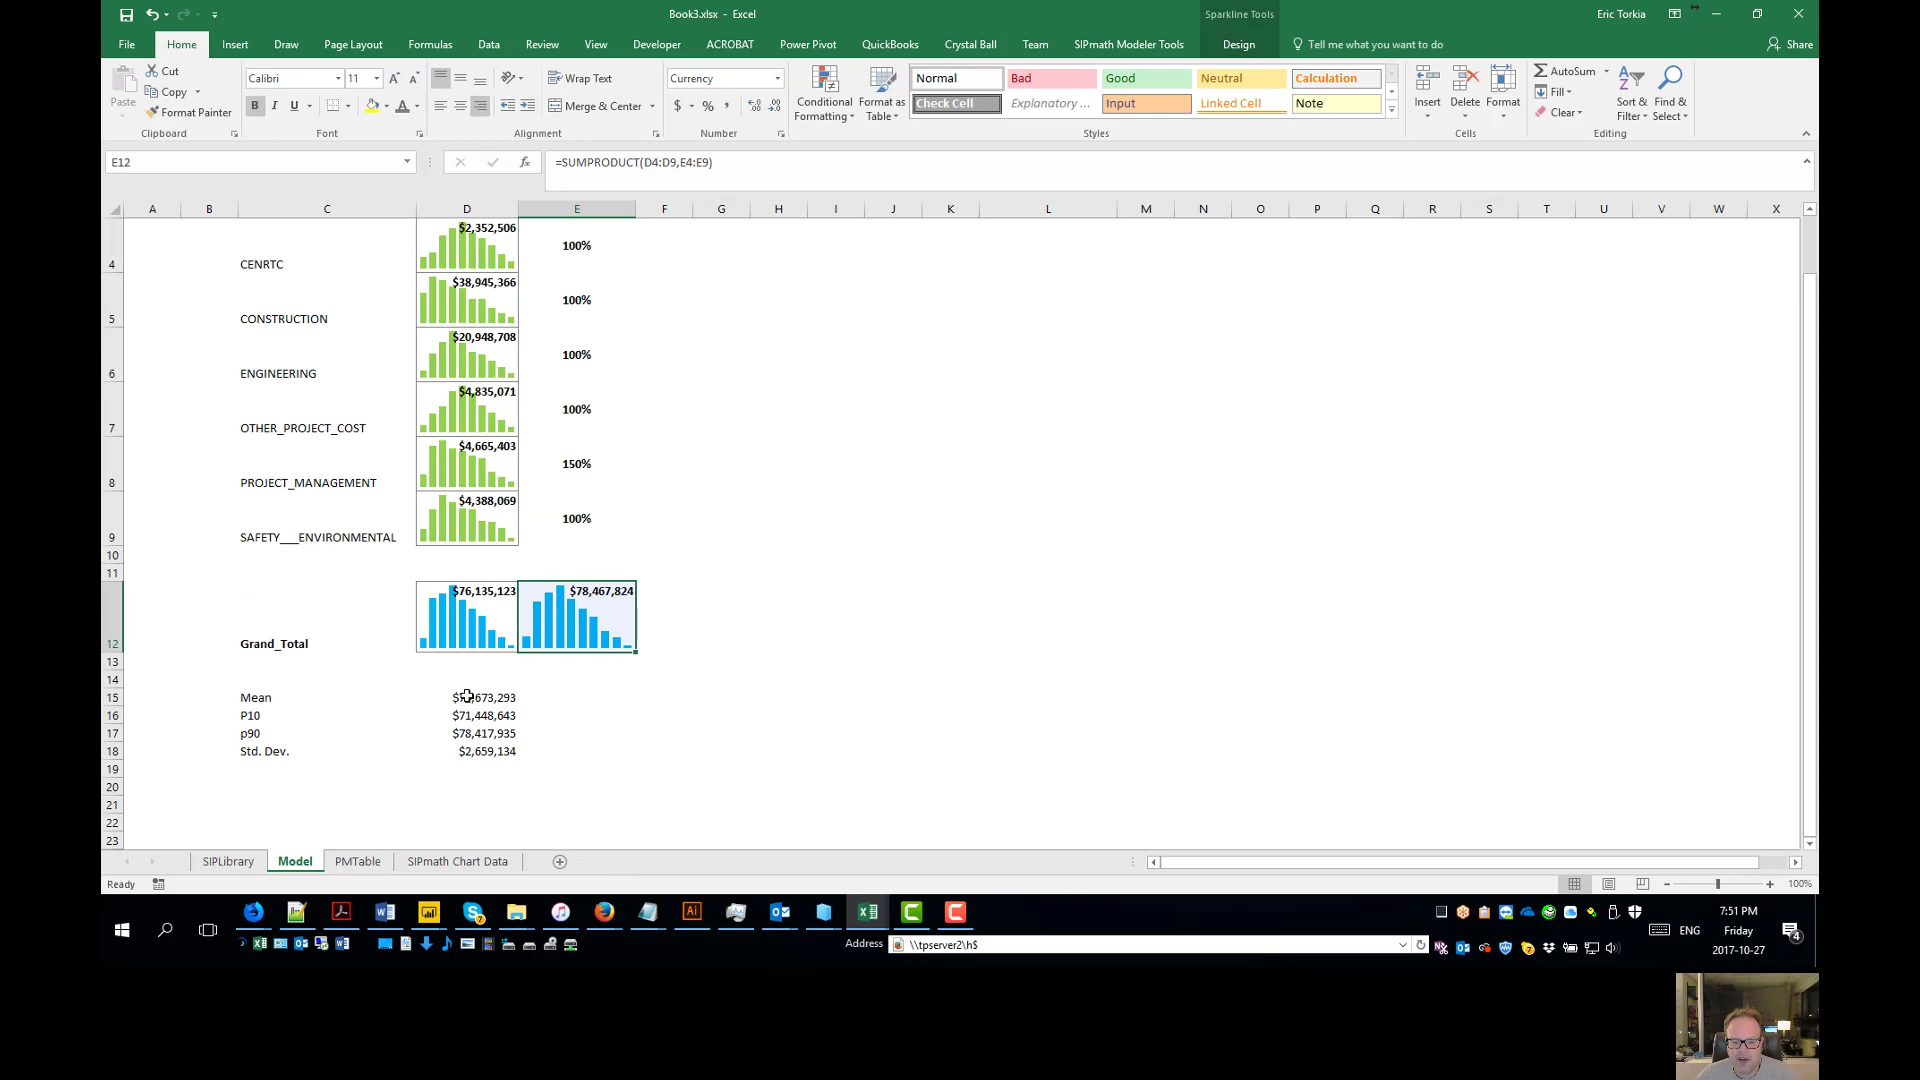 Book3.xlsx - Excel
Sparkline Tools
Eric Torkia
File Home Insert Draw Page Layout Formulas Data Review View Developer ACROBAT Power Pivot QuickBooks Crystal Ball Team SIPmath Modeler Tools Design Tell me what you want to do Share
Paste
Cut
Copy
Format Painter
Clipboard
Calibri 11 A A
B I U A
Font
Wrap Text
Merge & Center
Alignment
Currency
$ % ,
Number
Conditional Formatting
Format as Table
Normal Bad Good Neutral Calculation
Check Cell Explanatory ... Input Linked Cell Note
Styles
Insert Delete Format
Cells
AutoSum
Fill
Clear
Sort & Filter
Find & Select
Editing
E12 fx =SUMPRODUCT(D4:D9,E4:E9)
A B C D E F G H I J K L M N O P Q R S T U V W X
4 CENRTC $2,352,506 100%
5 CONSTRUCTION $38,945,366 100%
6 ENGINEERING $20,948,708 100%
7 OTHER_PROJECT_COST $4,835,071 100%
8 PROJECT_MANAGEMENT $4,665,403 150%
9 SAFETY___ENVIRONMENTAL $4,388,069 100%
10
11
12 Grand_Total $76,135,123 $78,467,824
13
14
15 Mean
16 P10 $71,448,643
17 p90 $78,417,935
18 Std. Dev. $2,659,134
19
20
21
22
23
SIPLibrary Model PMTable SIPmath Chart Data
Ready
100%
Address \\tpserver2\h$
ENG
7:51 PM
Friday
2017-10-27
4